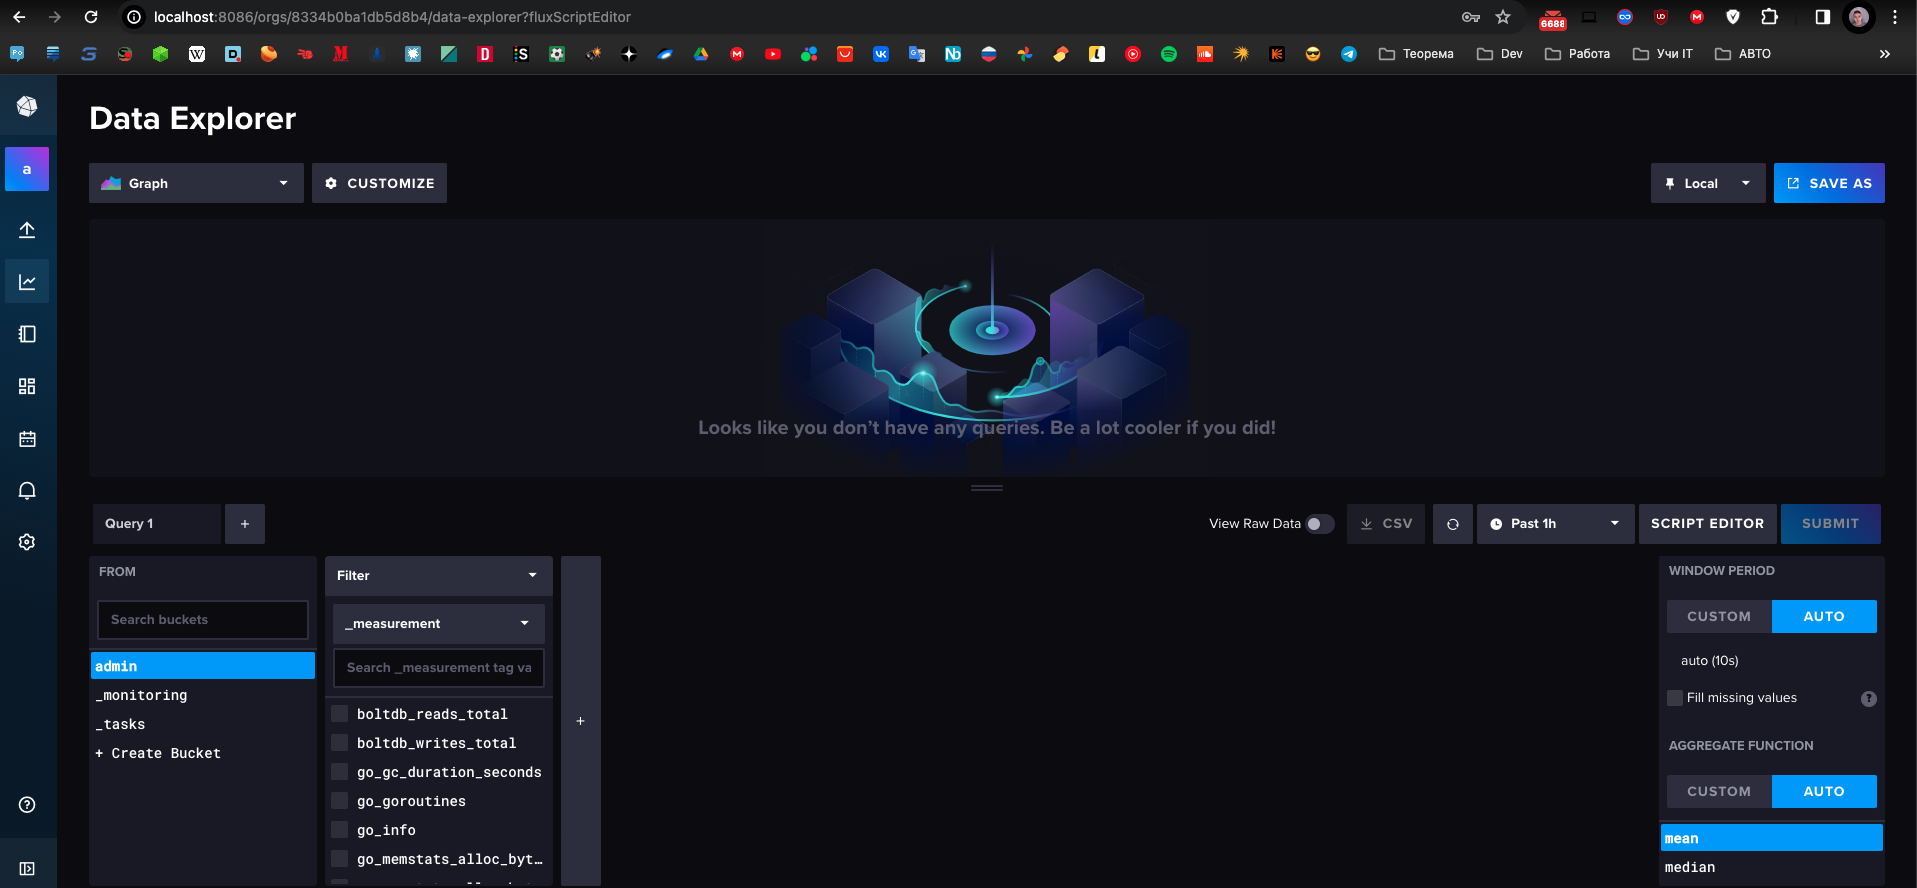 localhost:8086/orgs/8334b0ba1db5d8b4/data-explorer?fluxScriptEditor
6688
Теорема
Dev
Работа
Учи IT
АВТО
Data Explorer
a
Graph
CUSTOMIZE
Local
SAVE AS
Looks like you don’t have any queries. Be a lot cooler if you did!
Query 1
+
View Raw Data
CSV
Past 1h
SCRIPT EDITOR
SUBMIT
FROM
Search buckets
admin
_monitoring
_tasks
+ Create Bucket
Filter
_measurement
Search _measurement tag va
boltdb_reads_total
boltdb_writes_total
go_gc_duration_seconds
go_goroutines
go_info
go_memstats_alloc_byt…
+
WINDOW PERIOD
CUSTOM
AUTO
auto (10s)
Fill missing values
?
AGGREGATE FUNCTION
CUSTOM
AUTO
mean
median